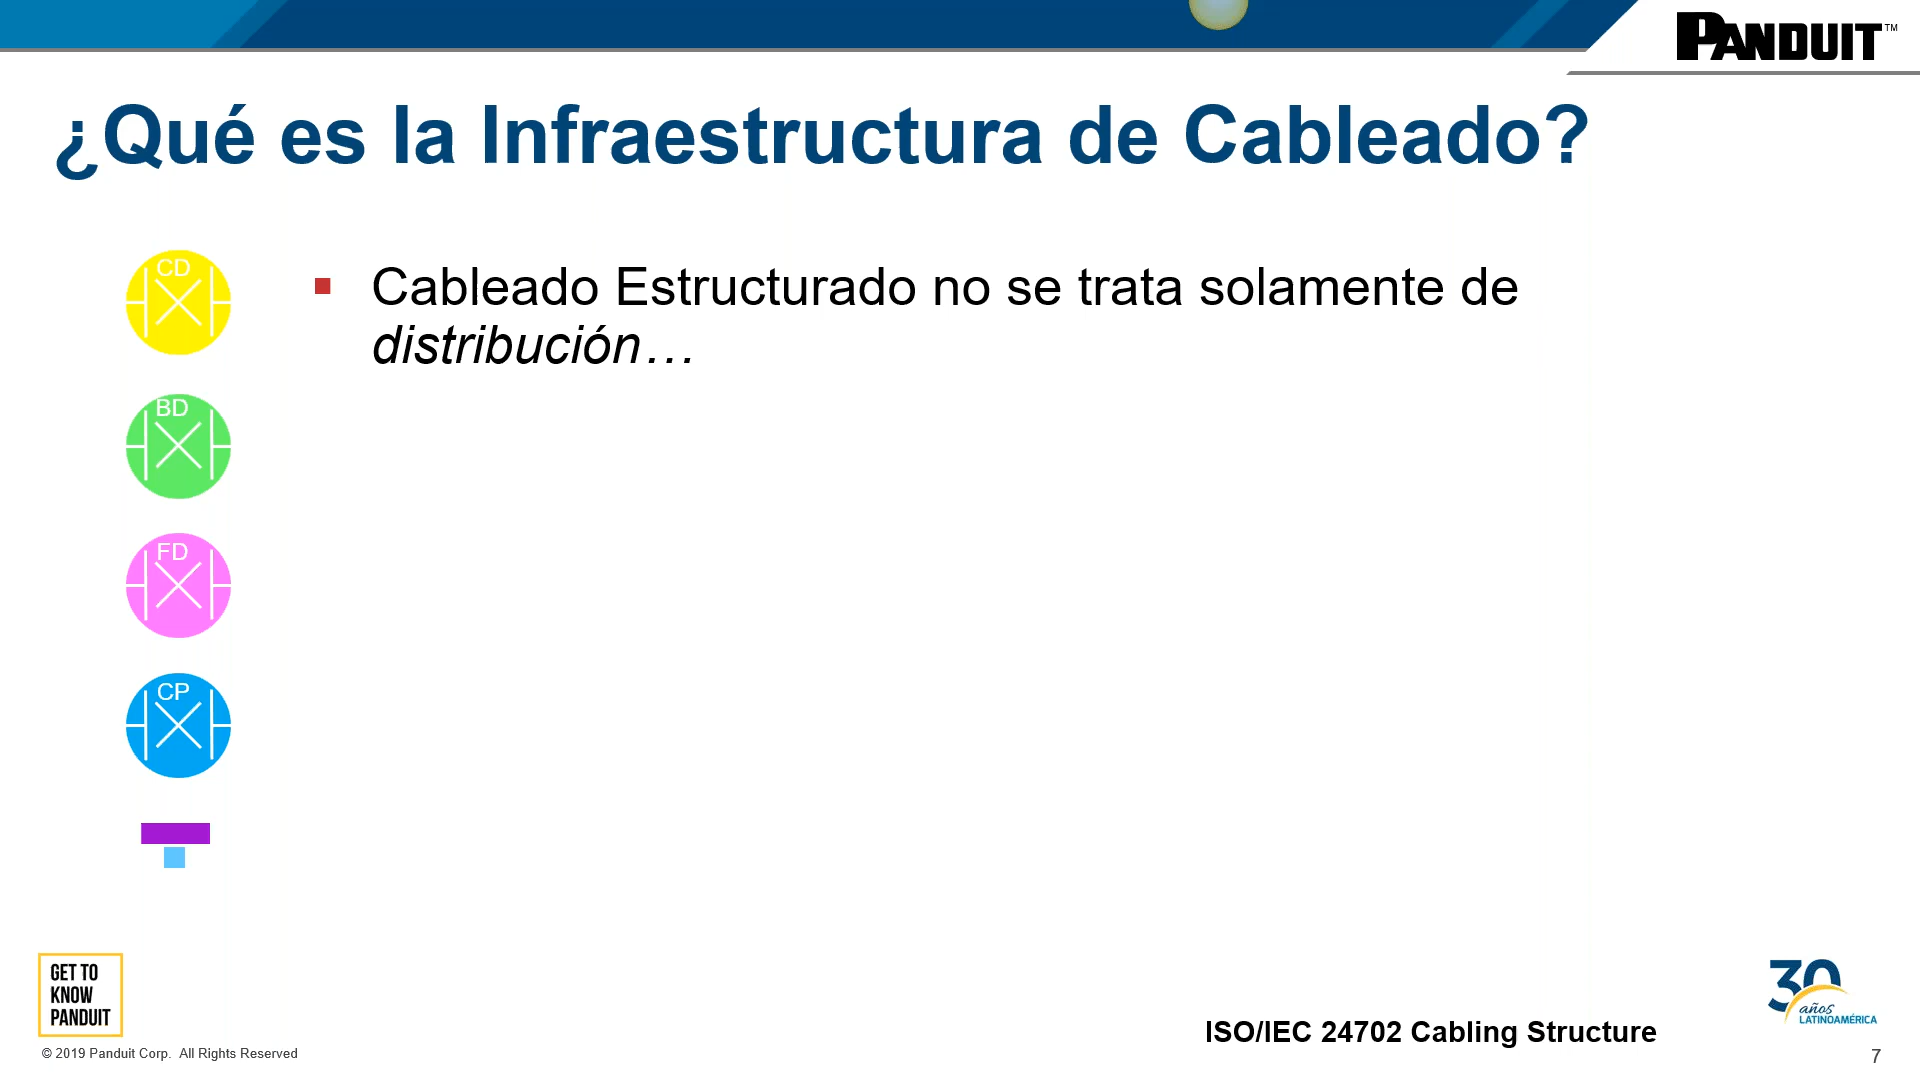 PANDUIT™
¿Qué es la Infraestructura de Cableado?
CD
▪ Cableado Estructurado no se trata solamente de
distribución…
BD
FD
CP
GET TO
KNOW
PANDUIT
30
años
LATINOAMÉRICA
ISO/IEC 24702 Cabling Structure
© 2019 Panduit Corp. All Rights Reserved
7